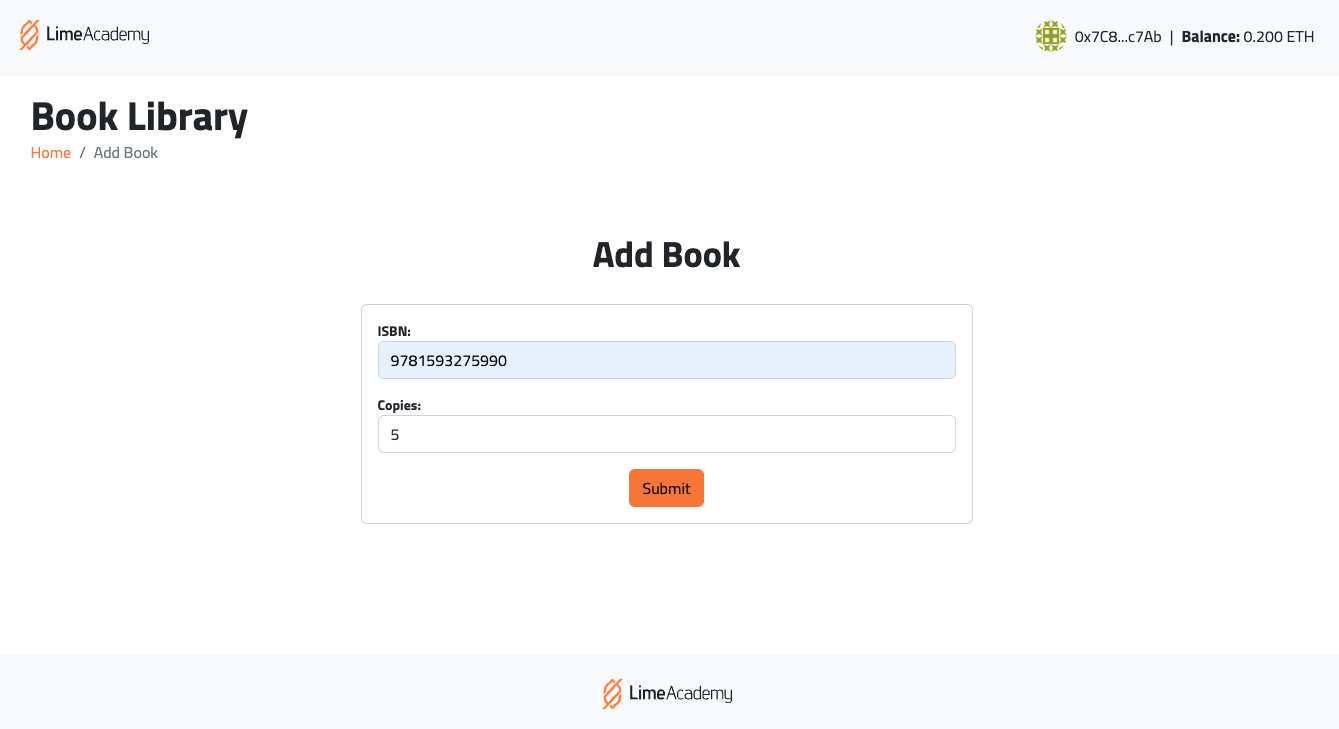 LimeAcademy
0x7C8...c7Ab | Balance: 0.200 ETH
Book Library
Home / Add Book
Add Book
ISBN:
9781593275990
Copies:
5
Submit
LimeAcademy